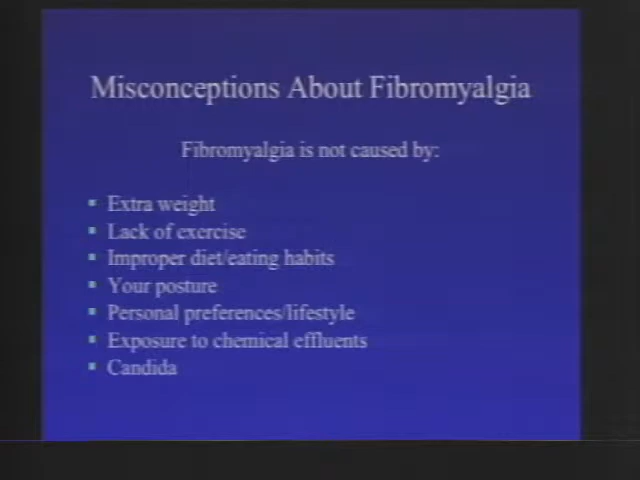 Misconceptions About Fibromyalgia
Fibromyalgia is not caused by:
Extra weight
Lack of exercise
Improper diet/eating habits
Your posture
Personal preferences/lifestyle
Exposure to chemical effluents
Candida